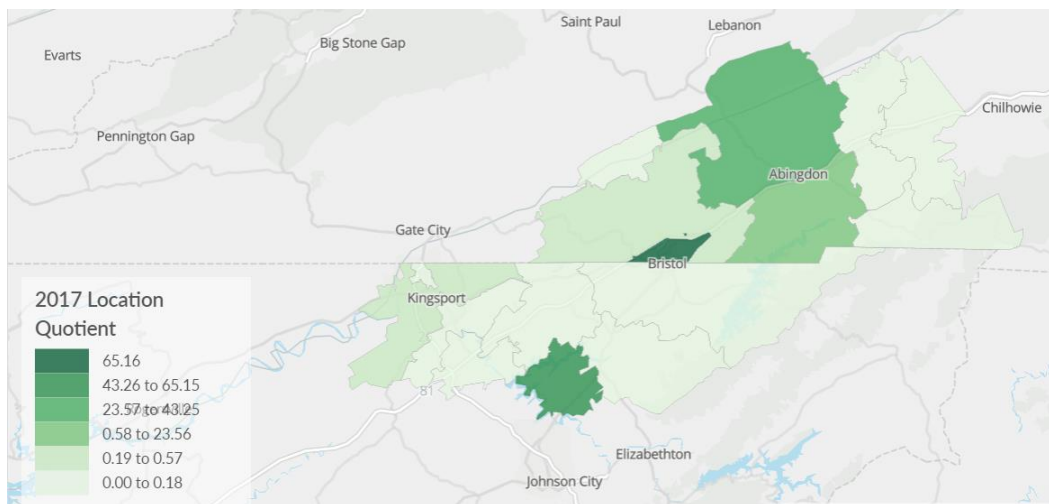 Saint Paul
Lebanon
Big Stone Gap
Evarts
Chilhowie
Pennington Gap
Abingdon
Gate City
Bristol
Kingsport
2017 Location
Quotient
65.16
43.26 to 65.15
23.57 to 43.25
0.58 to 23.56
0.19 to 0.57
0.00 to 0.18
81
Elizabethton
Johnson City